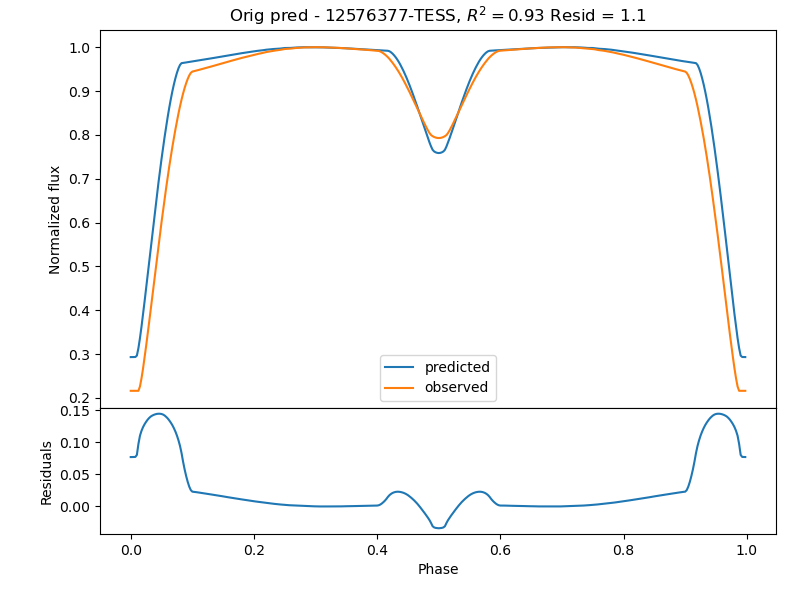 Orig pred - 12576377-TESS, R² = 0.93 Resid = 1.1
1.0
0.9
0.8
0.7
0.6
0.5
0.4
0.3
0.2
Normalized flux
predicted
observed
0.15
0.10
0.05
0.00
Residuals
0.0 0.2 0.4 0.6 0.8 1.0
Phase